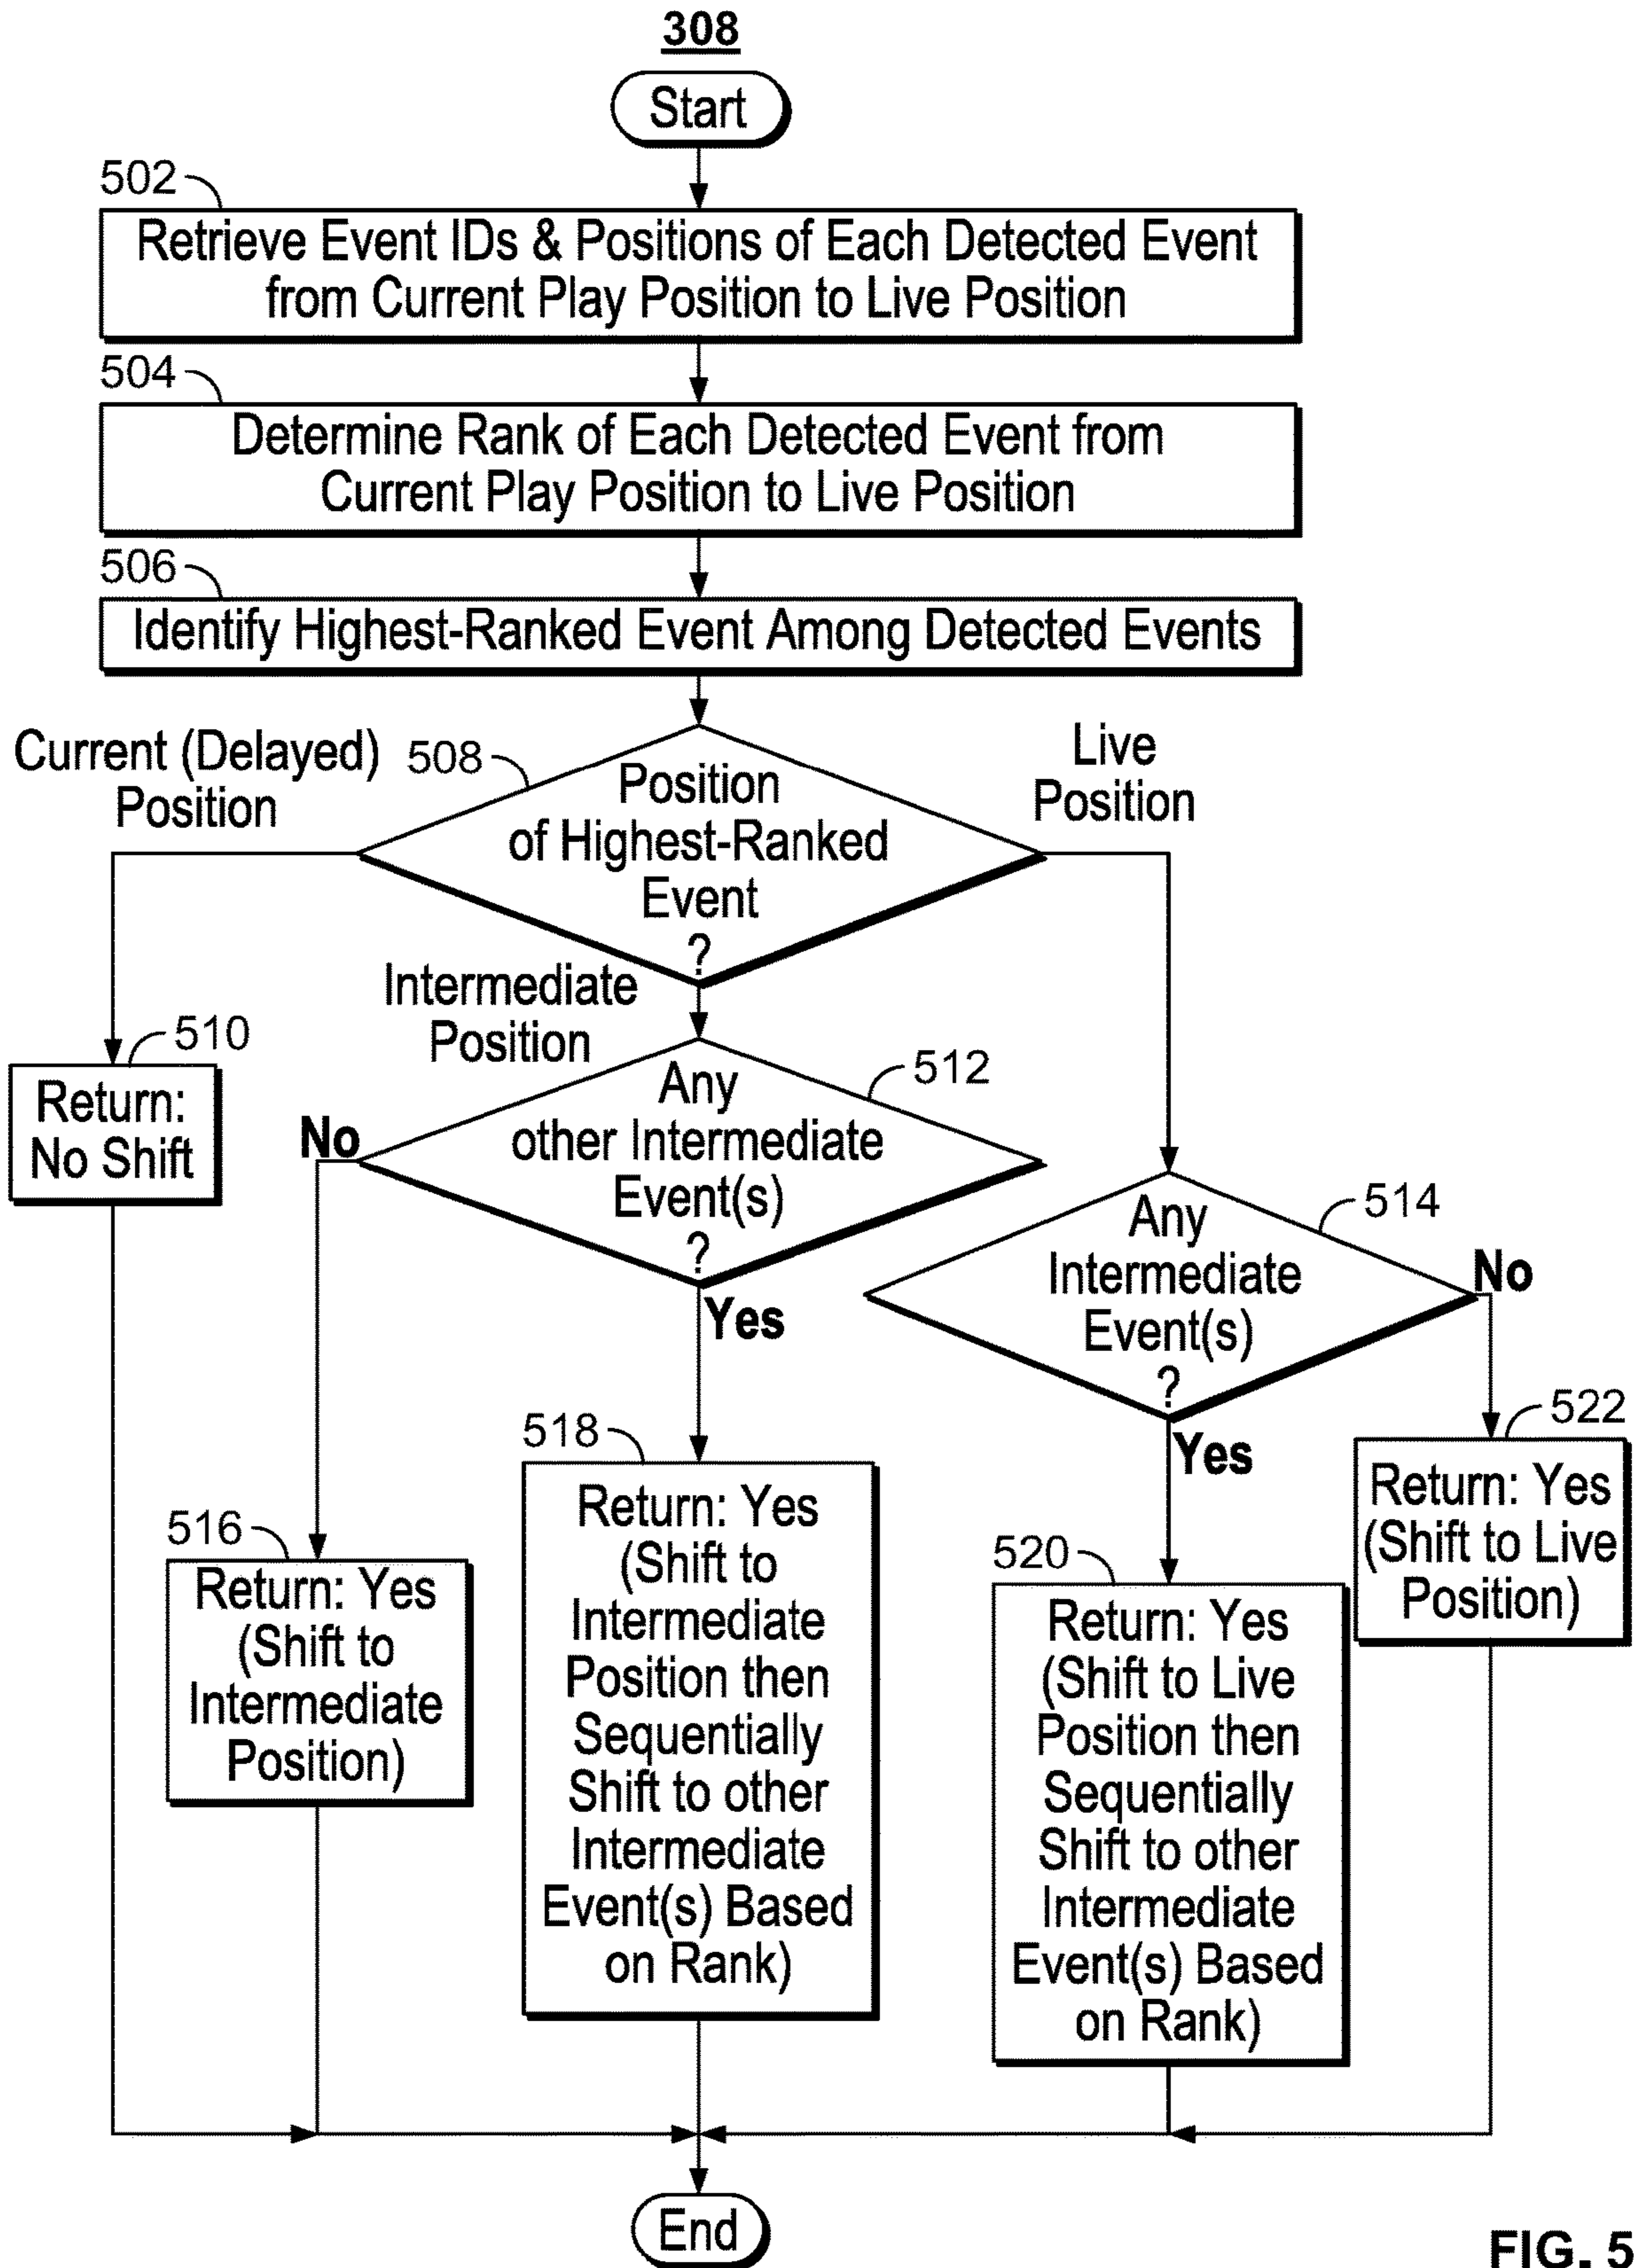 308
Start
502
Retrieve Event IDs & Positions of Each Detected Event
from Current Play Position to Live Position
504
Determine Rank of Each Detected Event from
Current Play Position to Live Position
506
Identify Highest-Ranked Event Among Detected Events
Current (Delayed)
Position
508
Position
of Highest-Ranked
Event
?
Live
Position
Intermediate
Position
510
Return:
No Shift
512
Any
other Intermediate
Event(s)
?
No
Yes
514
Any
Intermediate
Event(s)
?
No
Yes
516
Return: Yes
(Shift to
Intermediate
Position)
518
Return: Yes
(Shift to
Intermediate
Position then
Sequentially
Shift to other
Intermediate
Event(s) Based
on Rank)
520
Return: Yes
(Shift to Live
Position then
Sequentially
Shift to other
Intermediate
Event(s) Based
on Rank)
522
Return: Yes
(Shift to Live
Position)
End
FIG. 5